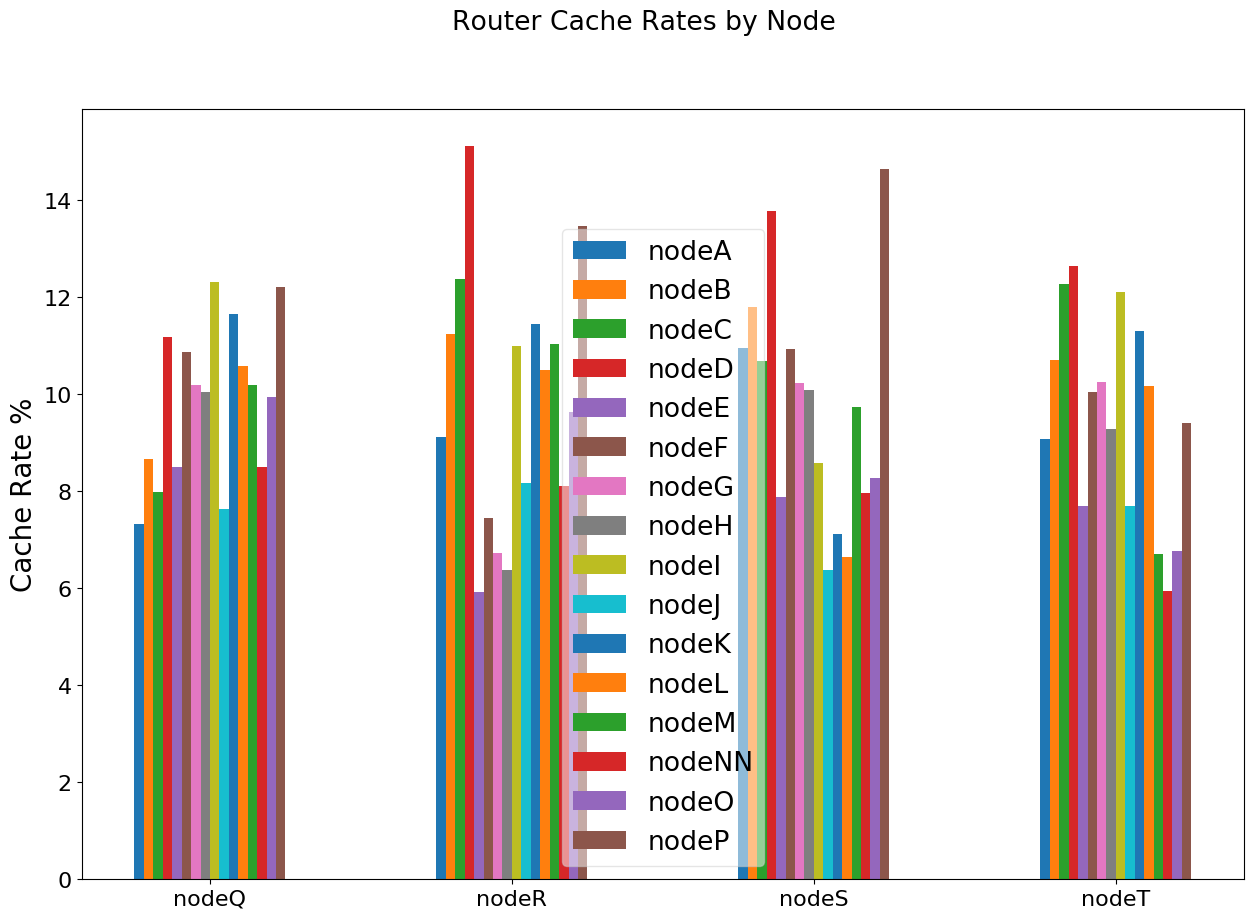 Router Cache Rates by Node
Cache Rate %
14
12
10
8
6
4
2
0
nodeA
nodeB
nodeC
nodeD
nodeE
nodeF
nodeG
nodeH
nodeI
nodeJ
nodeK
nodeL
nodeM
nodeNN
nodeO
nodeP
nodeQ
nodeR
nodeS
nodeT